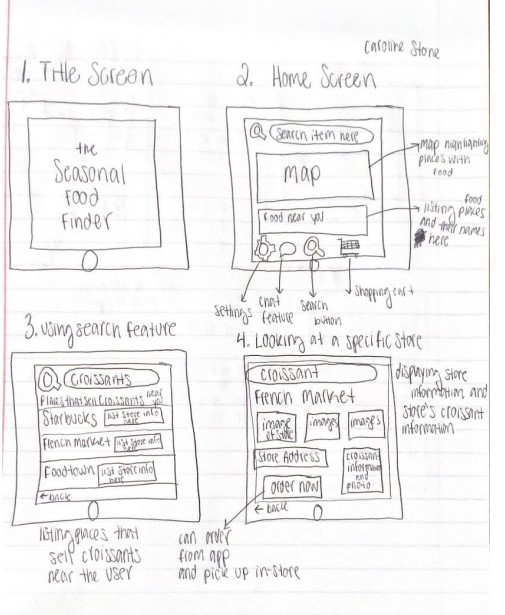 Caroline Stone
1. Title Screen
the
Seasonal
Food
Finder
2. Home Screen
Search item here
map
food near you
map highlighting
places with
food
listing food places
and their names
here
settings
chat
feature
search
button
shopping cart
3. using search feature
croissants
Places that sell croissants near
you
Starbucks
list store info
here
French market
list store info
here
Foodtown
list store info
here
←back
listing places that
sell croissants
near the user
4. Looking at a specific store
croissant
French Market
image
of store
images
images
Store Address
croissant
information
and
photo
order now
←back
displaying store
information and
store's croissant
information
can order
from app
and pick up in-store